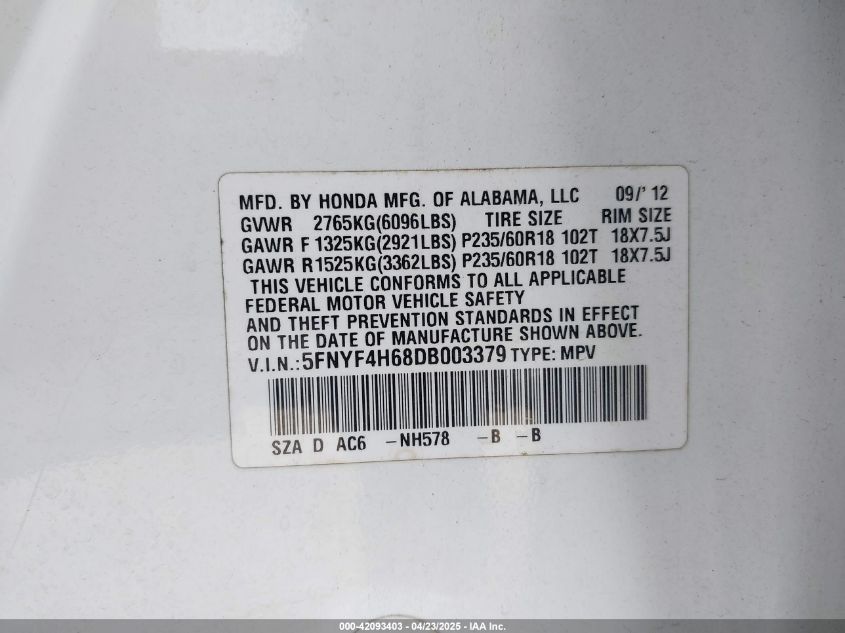 MFD. BY HONDA MFG. OF ALABAMA, LLC 09/' 12
GVWR 2765KG(6096LBS) TIRE SIZE RIM SIZE
GAWR F 1325KG(2921LBS) P235/60R18 102T 18X7.5J
GAWR R1525KG(3362LBS) P235/60R18 102T 18X7.5J
THIS VEHICLE CONFORMS TO ALL APPLICABLE
FEDERAL MOTOR VEHICLE SAFETY
AND THEFT PREVENTION STANDARDS IN EFFECT
ON THE DATE OF MANUFACTURE SHOWN ABOVE.
V.I.N.:5FNYF4H68DB003379 TYPE: MPV
SZA D AC6 -NH578 -B -B
000-42093403 - 04/23/2025 - IAA Inc.